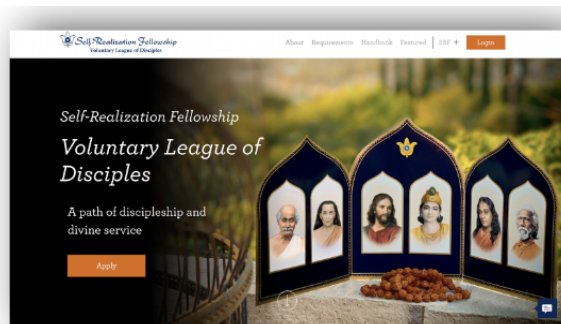 Self-Realization Fellowship
Voluntary League of Disciples
About Requirements Handbook Featured SRF + Login
Self-Realization Fellowship
Voluntary League of
Disciples
A path of discipleship and
divine service
Apply